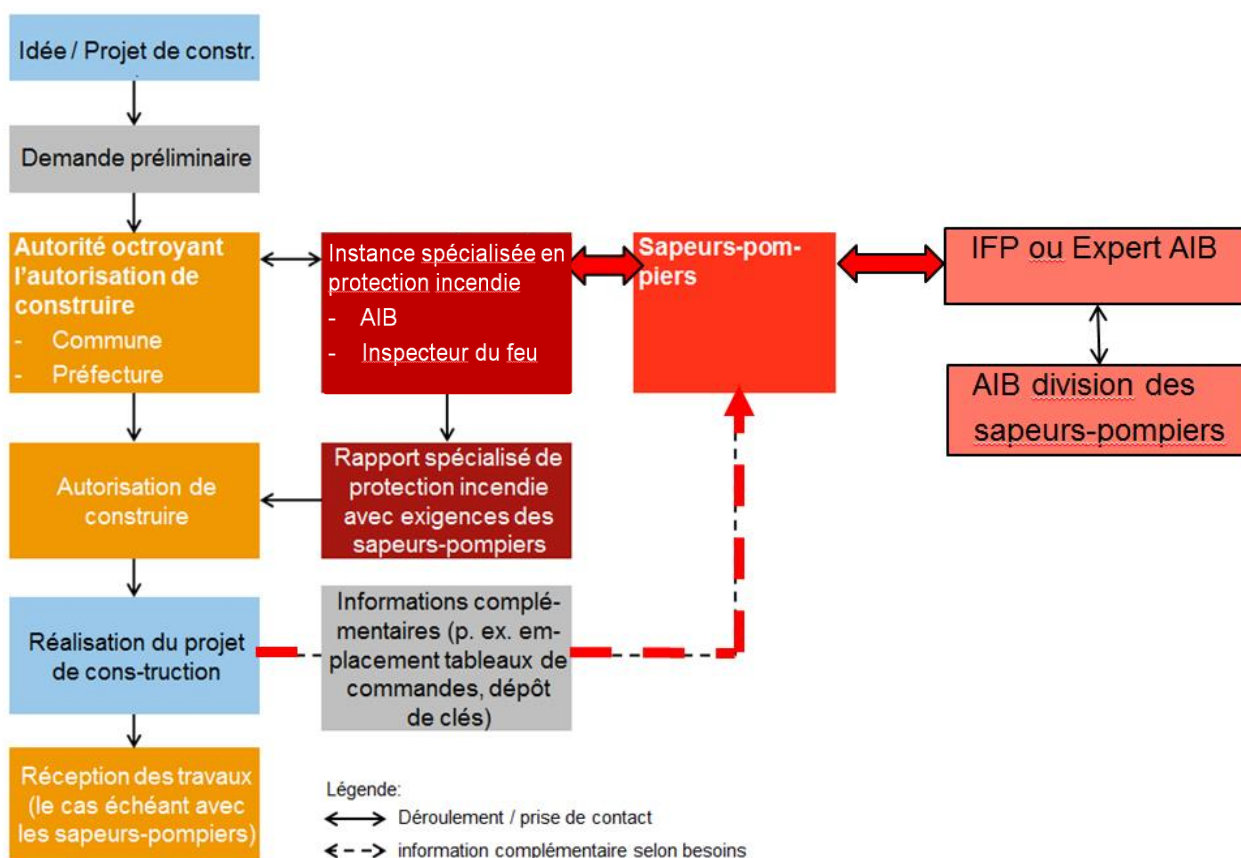 Idée / Projet de constr.
Demande préliminaire
Autorité octroyant
l'autorisation de
construire
- Commune
- Préfecture
Instance spécialisée en
protection incendie
- AIB
- Inspecteur du feu
Sapeurs-pom-
piers
IFP ou Expert AIB
AIB division des
sapeurs-pompiers
Autorisation de
construire
Rapport spécialisé de
protection incendie
avec exigences des
sapeurs-pompiers
Réalisation du projet
de cons-truction
Informations complé-
mentaires (p. ex. em-
placement tableaux de
commandes, dépôt
de clés)
Réception des travaux
(le cas échéant avec
les sapeurs-pompiers)
Légende:
Déroulement / prise de contact
information complémentaire selon besoins